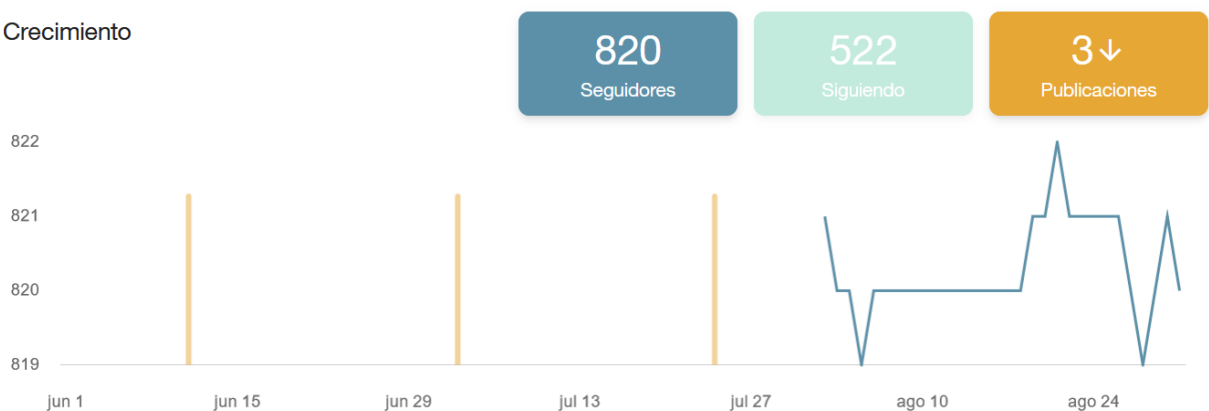 Crecimiento
820
Seguidores
522
Siguiendo
3↓
Publicaciones
822
821
820
819
jun 1
jun 15
jun 29
jul 13
jul 27
ago 10
ago 24